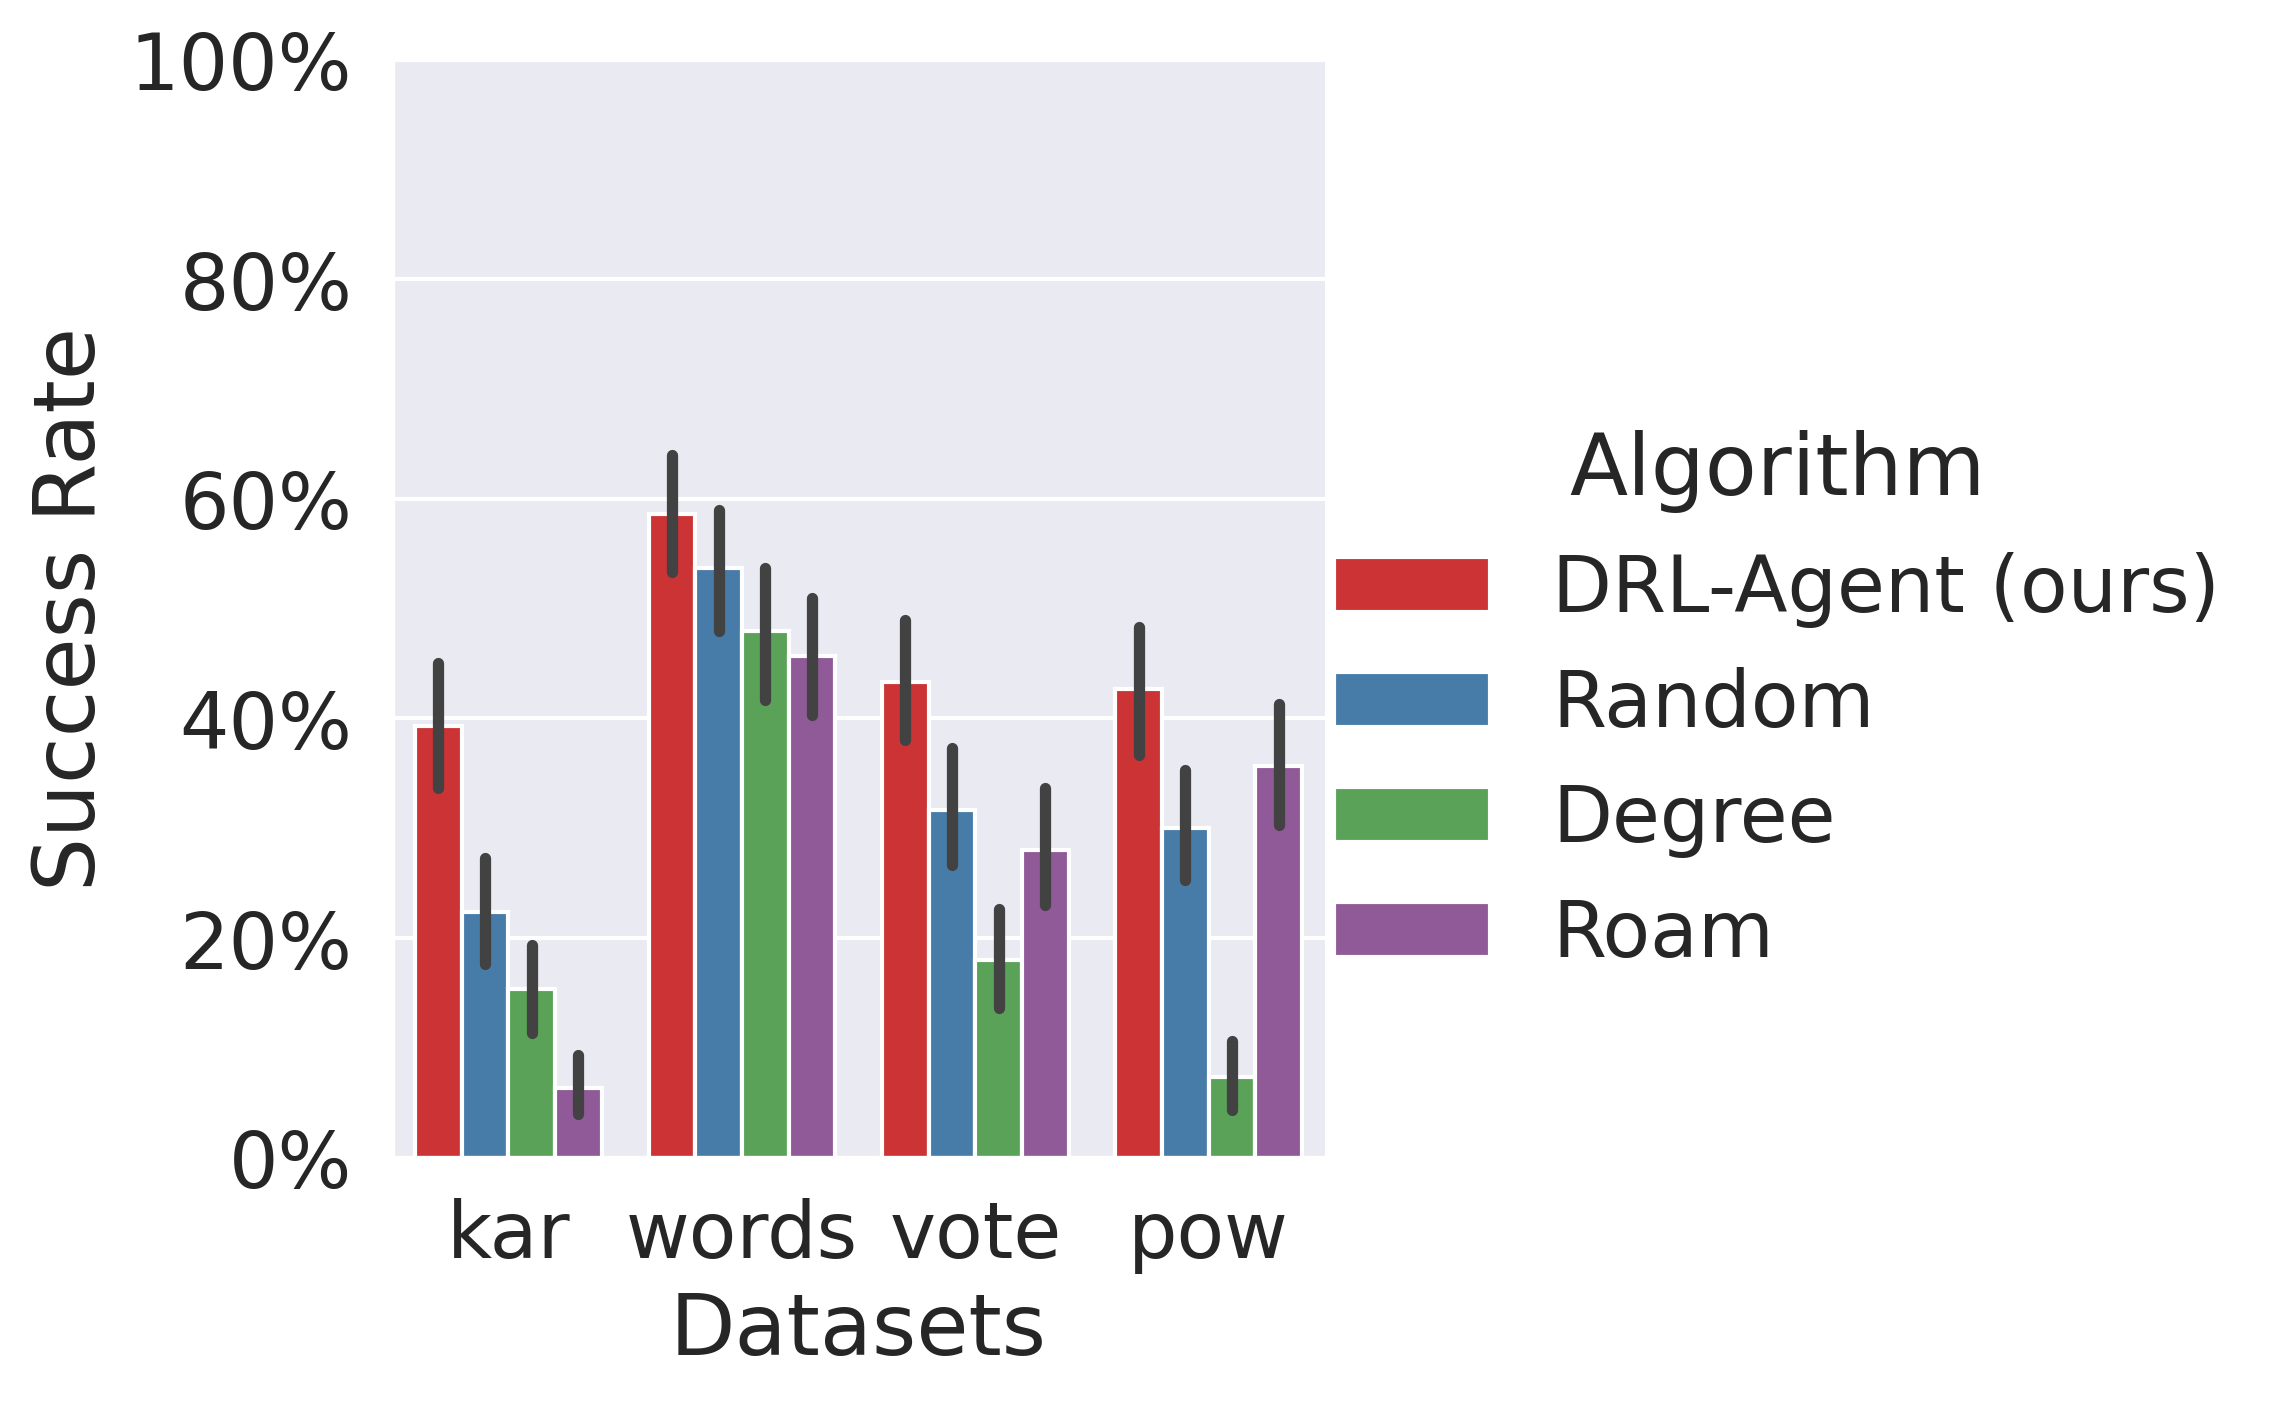 100%
80%
60%
40%
20%
0%
Success Rate
kar words vote pow
Datasets
Algorithm
DRL-Agent (ours)
Random
Degree
Roam